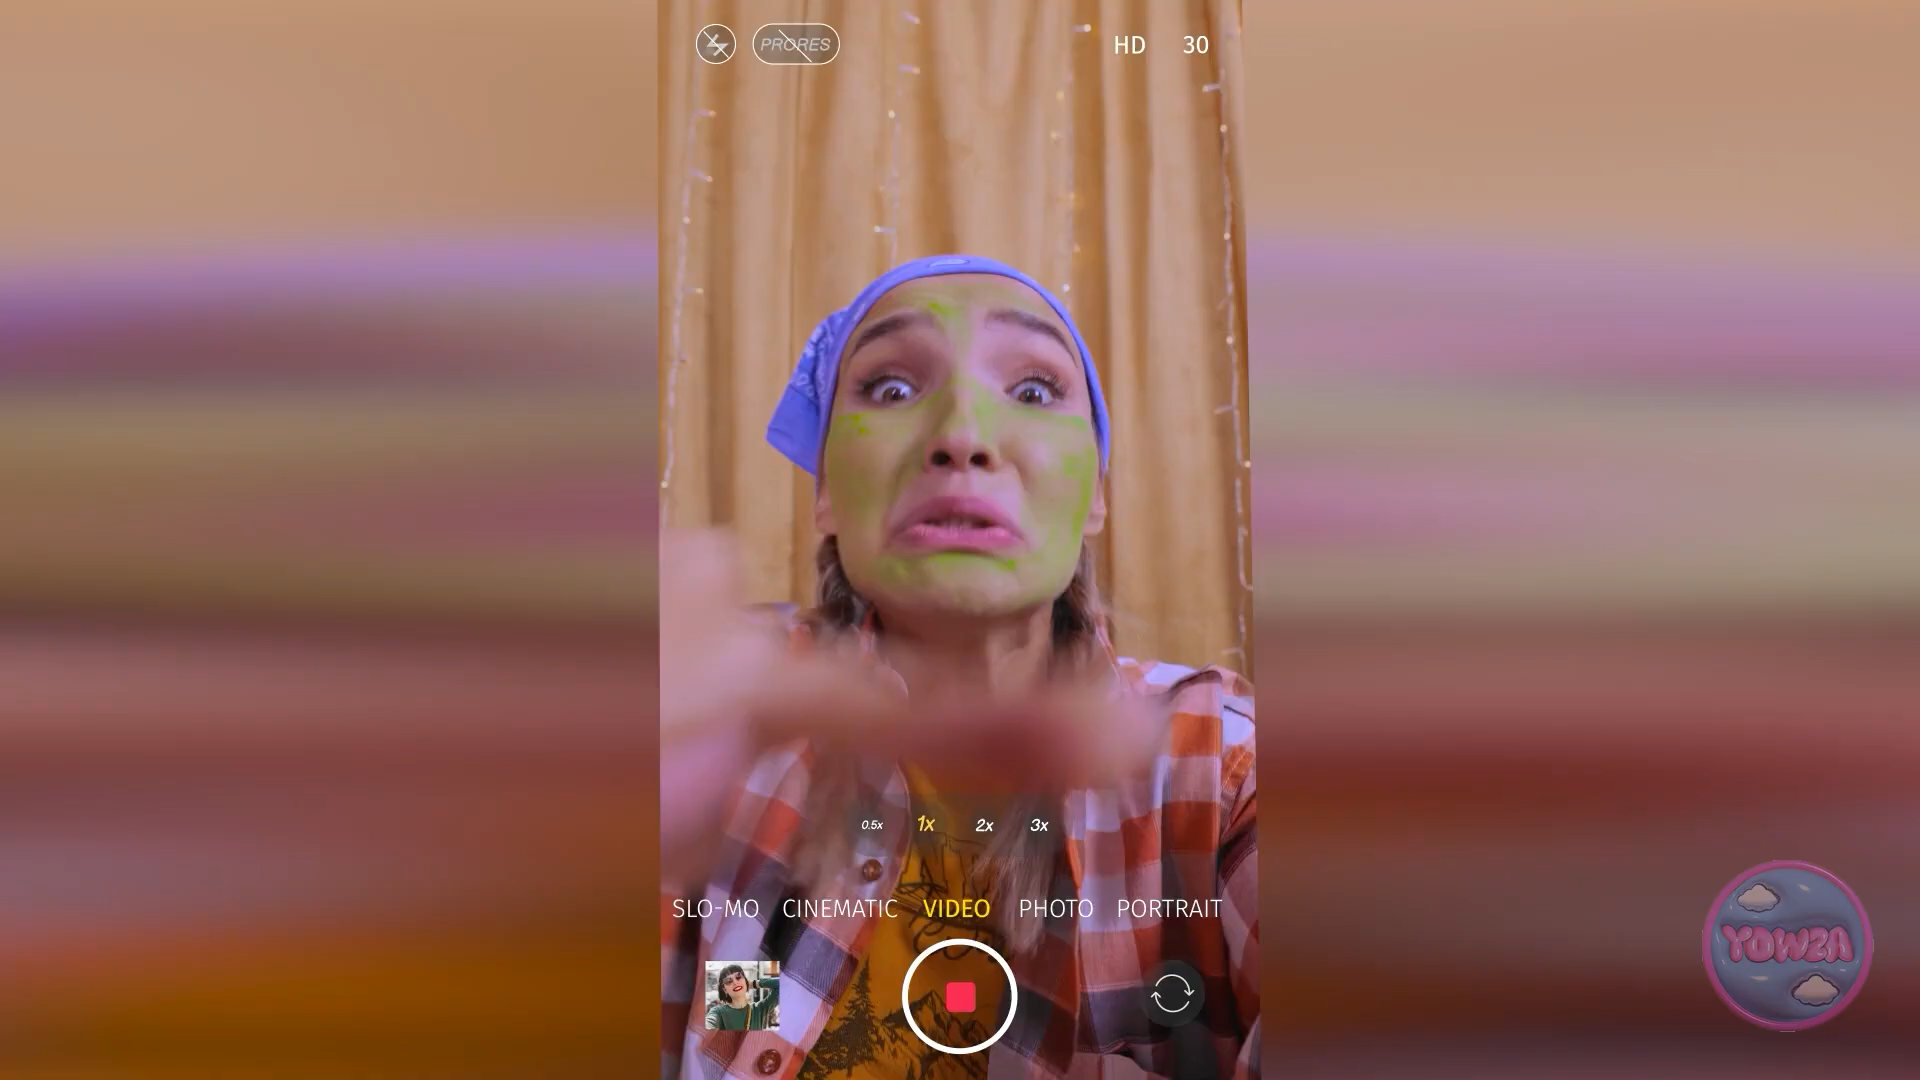 PRORES
HD 30
0.5x 1x 2x 3x
SLO-MO CINEMATIC VIDEO PHOTO PORTRAIT
YOWZA